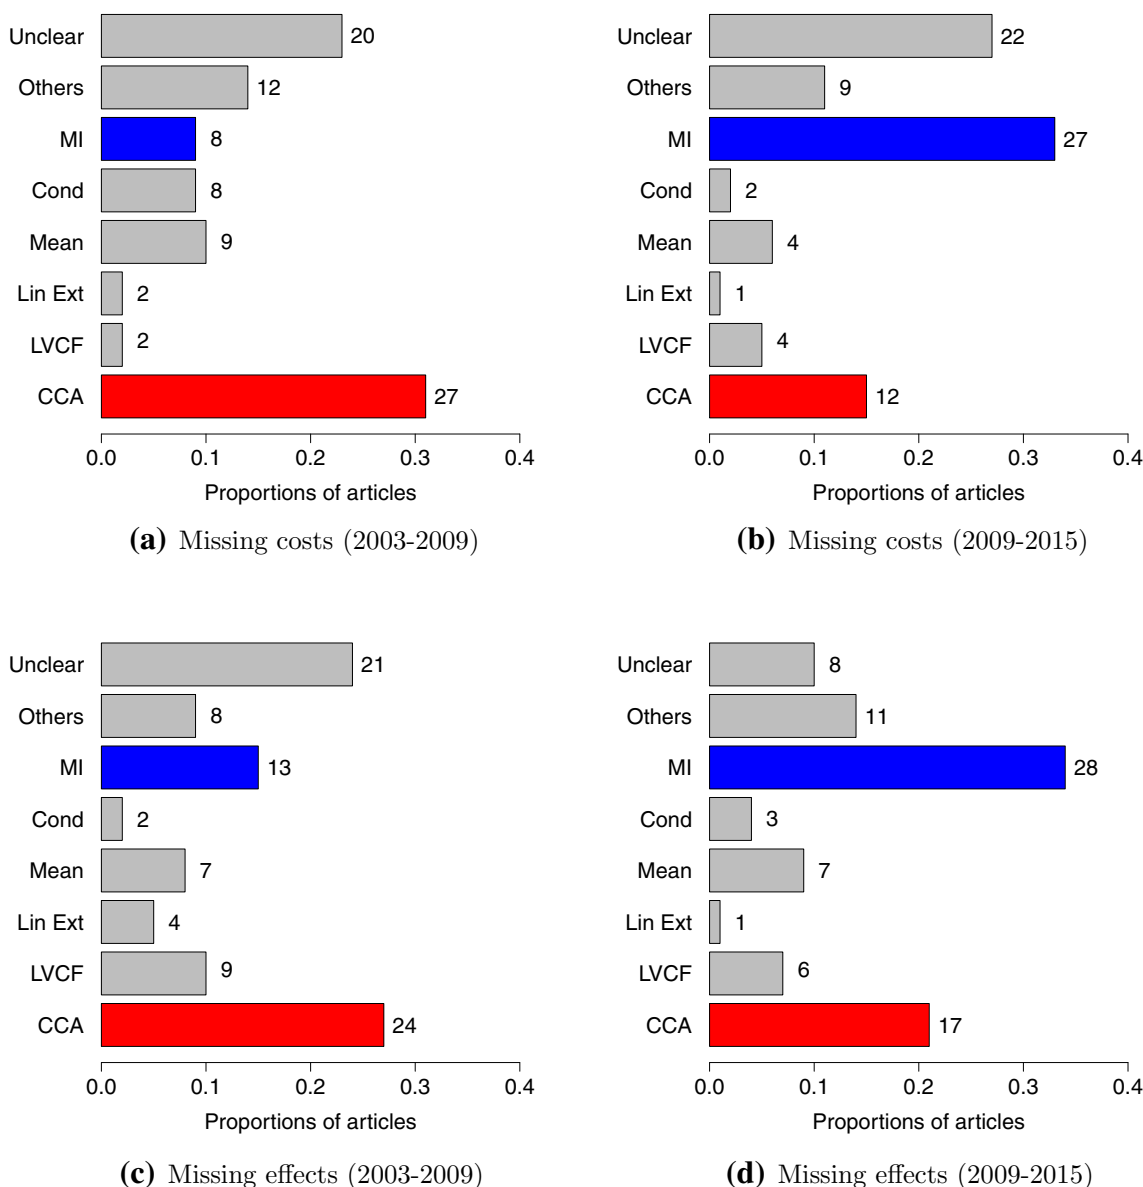 Unclear 20
Others 12
MI 8
Cond 8
Mean 9
Lin Ext 2
LVCF 2
CCA 27
0.0 0.1 0.2 0.3 0.4
Proportions of articles
(a) Missing costs (2003-2009)
Unclear 22
Others 9
MI 27
Cond 2
Mean 4
Lin Ext 1
LVCF 4
CCA 12
0.0 0.1 0.2 0.3 0.4
Proportions of articles
(b) Missing costs (2009-2015)
Unclear 21
Others 8
MI 13
Cond 2
Mean 7
Lin Ext 4
LVCF 9
CCA 24
0.0 0.1 0.2 0.3 0.4
Proportions of articles
(c) Missing effects (2003-2009)
Unclear 8
Others 11
MI 28
Cond 3
Mean 7
Lin Ext 1
LVCF 6
CCA 17
0.0 0.1 0.2 0.3 0.4
Proportions of articles
(d) Missing effects (2009-2015)